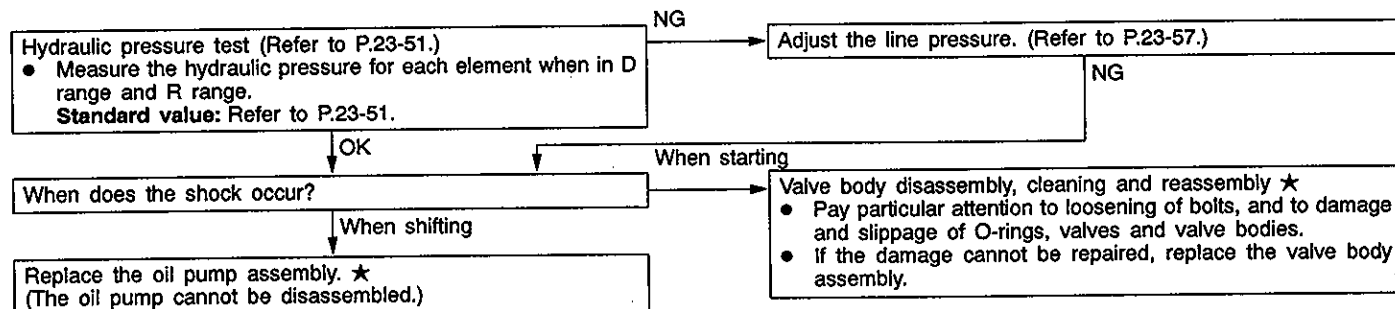 NG
Hydraulic pressure test (Refer to P.23-51.)
● Measure the hydraulic pressure for each element when in D
range and R range.
Standard value: Refer to P.23-51.
Adjust the line pressure. (Refer to P.23-57.)
NG
OK
When starting
When does the shock occur?
Valve body disassembly, cleaning and reassembly ★
● Pay particular attention to loosening of bolts, and to damage
and slippage of O-rings, valves and valve bodies.
● If the damage cannot be repaired, replace the valve body
assembly.
When shifting
Replace the oil pump assembly. ★
(The oil pump cannot be disassembled.)